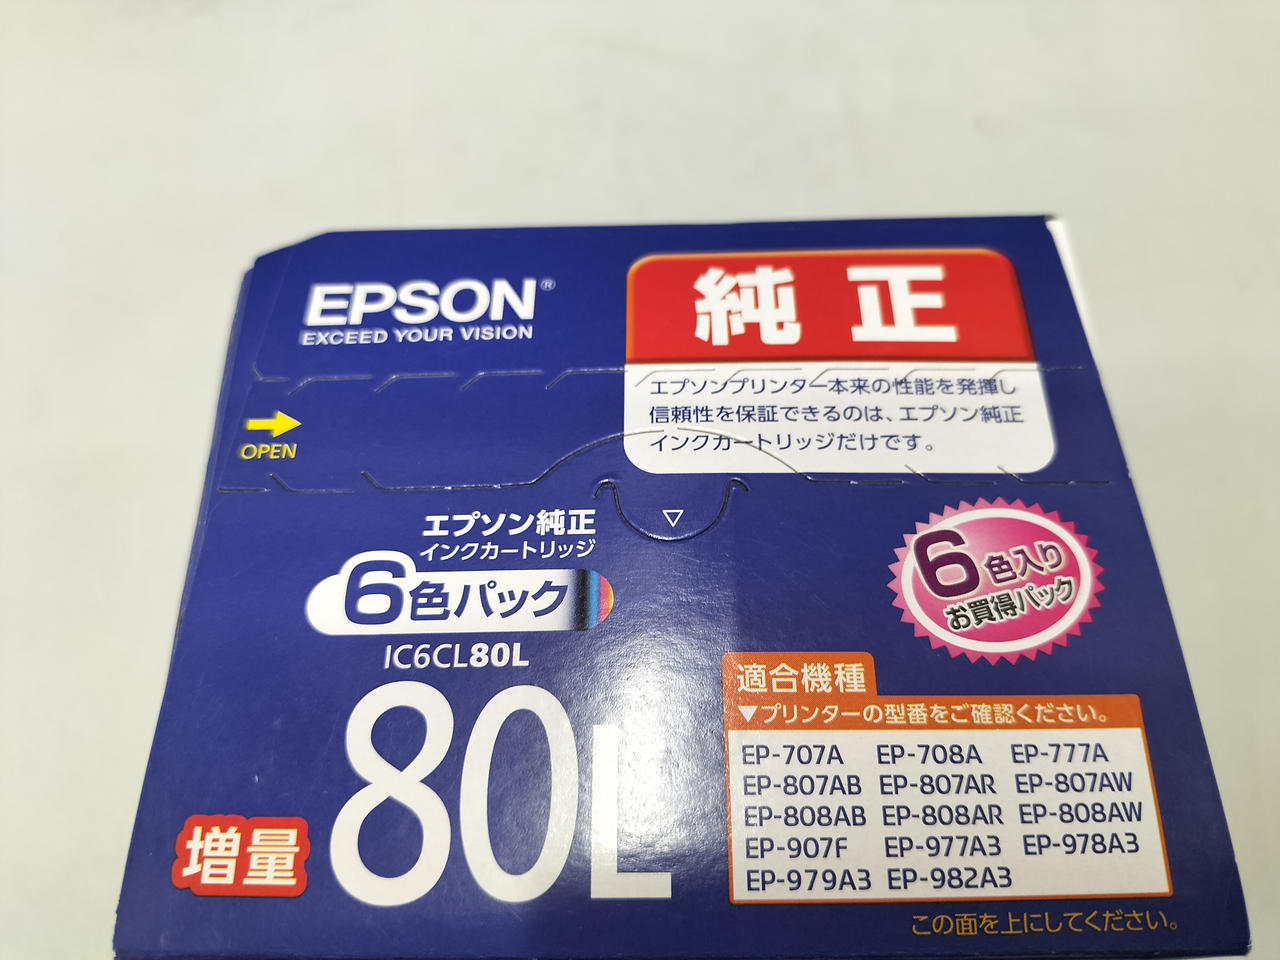 EPSON®
EXCEED YOUR VISION
純正
エプソンプリンター本来の性能を発揮し
信頼性を保証できるのは、エプソン純正
インクカートリッジだけです。
OPEN
エプソン純正
インクカートリッジ
6色パック
IC6CL80L
80L
増量
6色入り
お買得パック
適合機種
▼プリンターの型番をご確認ください。
EP-707A EP-708A EP-777A
EP-807AB EP-807AR EP-807AW
EP-808AB EP-808AR EP-808AW
EP-907F EP-977A3 EP-978A3
EP-979A3 EP-982A3
この面を上にしてください。